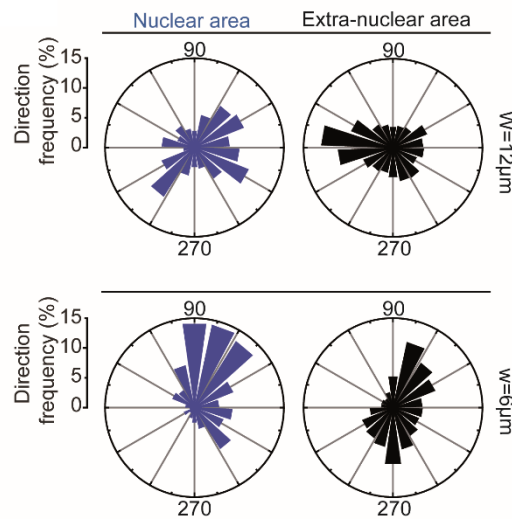 Nuclear area
Extra-nuclear area
Direction
frequency (%)
15
10
5
0
90
270
90
270
W=12μm
Direction
frequency (%)
15
10
5
0
90
270
90
270
w=6μm